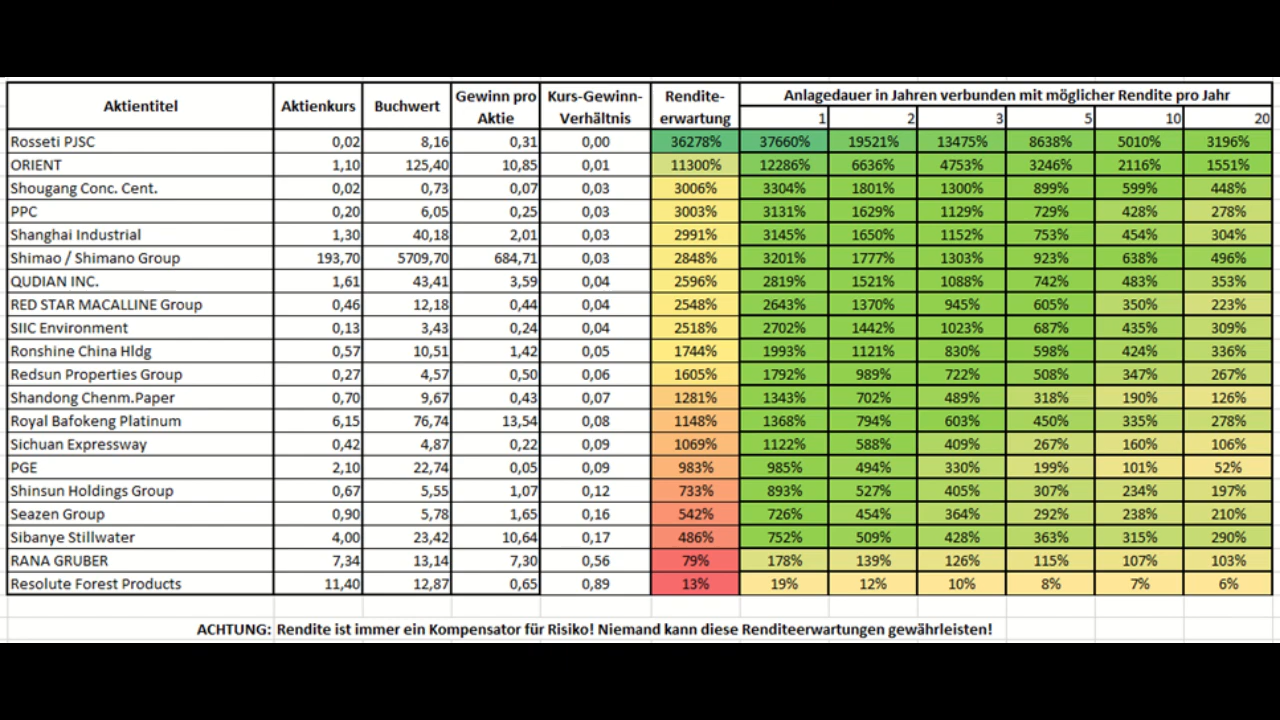 Aktientitel Aktienkurs Buchwert Gewinn pro Aktie Kurs-Gewinn-Verhältnis Rendite-erwartung Anlagedauer in Jahren verbunden mit möglicher Rendite pro Jahr
1 2 3 5 10 20
Rosseti PJSC 0,02 8,16 0,31 0,00 36278% 37660% 19521% 13475% 8638% 5010% 3196%
ORIENT 1,10 125,40 10,85 0,01 11300% 12286% 6636% 4753% 3246% 2116% 1551%
Shougang Conc. Cent. 0,02 0,73 0,07 0,03 3006% 3304% 1801% 1300% 899% 599% 448%
PPC 0,20 6,05 0,25 0,03 3003% 3131% 1629% 1129% 729% 428% 278%
Shanghai Industrial 1,30 40,18 2,01 0,03 2991% 3145% 1650% 1152% 753% 454% 304%
Shimao / Shimano Group 193,70 5709,70 684,71 0,03 2848% 3201% 1777% 1303% 923% 638% 496%
QUDIAN INC. 1,61 43,41 3,59 0,04 2596% 2819% 1521% 1088% 742% 483% 353%
RED STAR MACALLINE Group 0,46 12,18 0,44 0,04 2548% 2643% 1370% 945% 605% 350% 223%
SIIC Environment 0,13 3,43 0,24 0,04 2518% 2702% 1442% 1023% 687% 435% 309%
Ronshine China Hldg 0,57 10,51 1,42 0,05 1744% 1993% 1121% 830% 598% 424% 336%
Redsun Properties Group 0,27 4,57 0,50 0,06 1605% 1792% 989% 722% 508% 347% 267%
Shandong Chenm.Paper 0,70 9,67 0,43 0,07 1281% 1343% 702% 489% 318% 190% 126%
Royal Bafokeng Platinum 6,15 76,74 13,54 0,08 1148% 1368% 794% 603% 450% 335% 278%
Sichuan Expressway 0,42 4,87 0,22 0,09 1069% 1122% 588% 409% 267% 160% 106%
PGE 2,10 22,74 0,05 0,09 983% 985% 494% 330% 199% 101% 52%
Shinsun Holdings Group 0,67 5,55 1,07 0,12 733% 893% 527% 405% 307% 234% 197%
Seazen Group 0,90 5,78 1,65 0,16 542% 726% 454% 364% 292% 238% 210%
Sibanye Stillwater 4,00 23,42 10,64 0,17 486% 752% 509% 428% 363% 315% 290%
RANA GRUBER 7,34 13,14 7,30 0,56 79% 178% 139% 126% 115% 107% 103%
Resolute Forest Products 11,40 12,87 0,65 0,89 13% 19% 12% 10% 8% 7% 6%
ACHTUNG: Rendite ist immer ein Kompensator für Risiko! Niemand kann diese Renditeerwartungen gewährleisten!